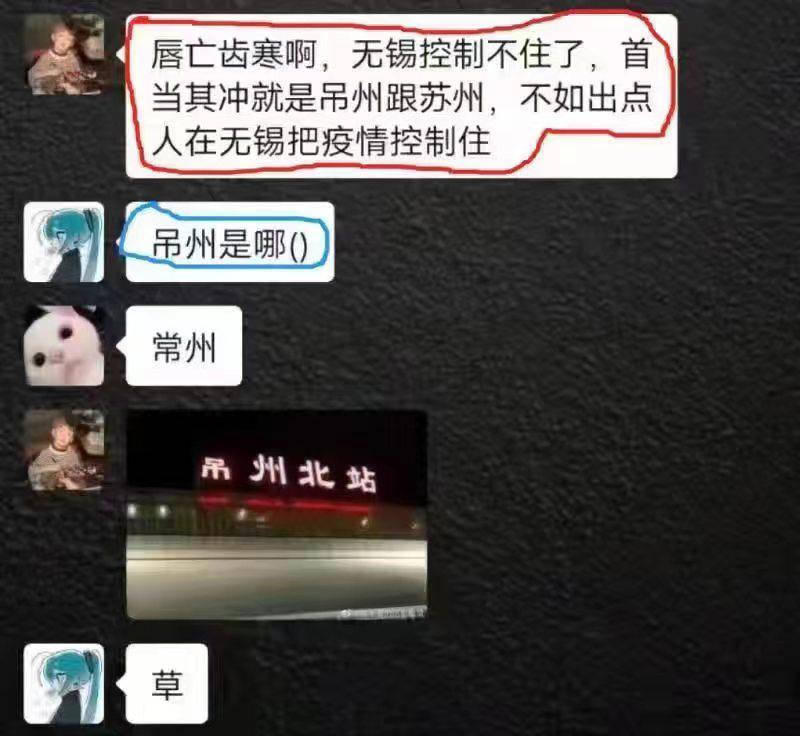 唇亡齿寒啊，无锡控制不住了，首
当其冲就是吊州跟苏州，不如出点
人在无锡把疫情控制住
吊州是哪()
常州
吊州北站
草